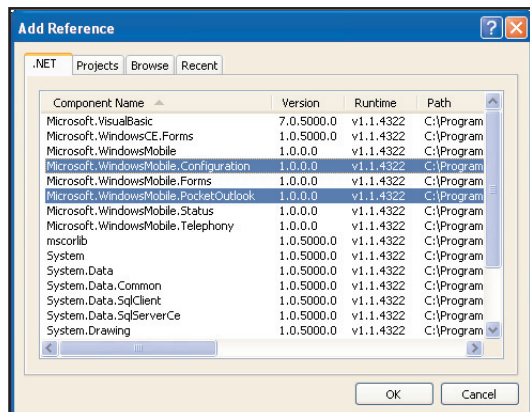 Add Reference
.NET Projects Browse Recent
Component Name Version Runtime Path
Microsoft.VisualBasic 7.0.5000.0 v1.1.4322 C:\Program
Microsoft.WindowsCE.Forms 1.0.5000.0 v1.1.4322 C:\Program
Microsoft.WindowsMobile 1.0.0.0 v1.1.4322 C:\Program
Microsoft.WindowsMobile.Configuration 1.0.0.0 v1.1.4322 C:\Program
Microsoft.WindowsMobile.Forms 1.0.0.0 v1.1.4322 C:\Program
Microsoft.WindowsMobile.PocketOutlook 1.0.0.0 v1.1.4322 C:\Program
Microsoft.WindowsMobile.Status 1.0.0.0 v1.1.4322 C:\Program
Microsoft.WindowsMobile.Telephony 1.0.0.0 v1.1.4322 C:\Program
mscorlib 1.0.5000.0 v1.1.4322 C:\Program
System 1.0.5000.0 v1.1.4322 C:\Program
System.Data 1.0.5000.0 v1.1.4322 C:\Program
System.Data.Common 1.0.5000.0 v1.1.4322 C:\Program
System.Data.SqlClient 1.0.5000.0 v1.1.4322 C:\Program
System.Data.SqlServerCe 1.0.5000.0 v1.1.4322 C:\Program
System.Drawing 1.0.5000.0 v1.1.4322 C:\Program
OK Cancel